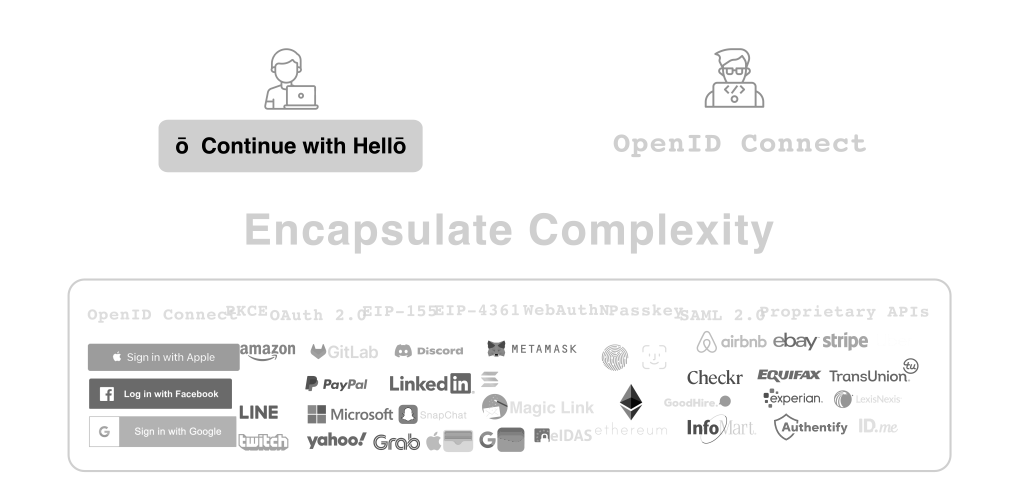 ō Continue with Hellō
OpenID Connect
Encapsulate Complexity
OpenID Connect PKCE OAuth 2.0 EIP-155 EIP-4361 WebAuthN Passkey SAML 2.0 Proprietary APIs
Sign in with Apple amazon GitLab Discord METAMASK airbnb ebay stripe
Log in with Facebook PayPal Linked in Checkr EQUIFAX TransUnion tu
LINE Microsoft SnapChat Magic Link GoodHire experian. LexisNexis
G Sign in with Google twitch yahoo! Grab G eIDAS ethereum InfoMart Authentify ID.me